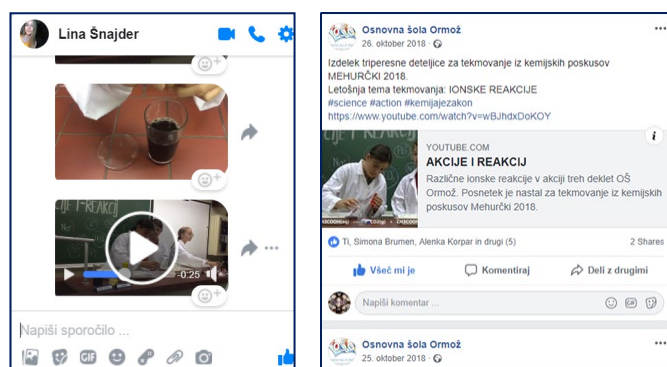 Lina Šnajder
CIJE I-REAKCIJ
-0:25
Napiši sporočilo ...
GIF
Osnovna šola Ormož
26. oktober 2018 ·
Izdelek triperesne deteljice za tekmovanje iz kemijskih poskusov
MEHURČKI 2018.
Letošnja tema tekmovanja: IONSKE REAKCIJE
#science #action #kemijajezakon
https://www.youtube.com/watch?v=wBJhdxDoKOY
YOUTUBE.COM
AKCIJE I REAKCIJ
Različne ionske reakcije v akciji treh deklet OŠ
Ormož. Posnetek je nastal za tekmovanje iz kemijskih
poskusov Mehurčki 2018.
Ti, Simona Brumen, Alenka Korpar in drugi (5)
2 Shares
Všeč mi je
Komentiraj
Deli z drugimi
Napiši komentar ...
GIF
Osnovna šola Ormož
25. oktober 2018 ·